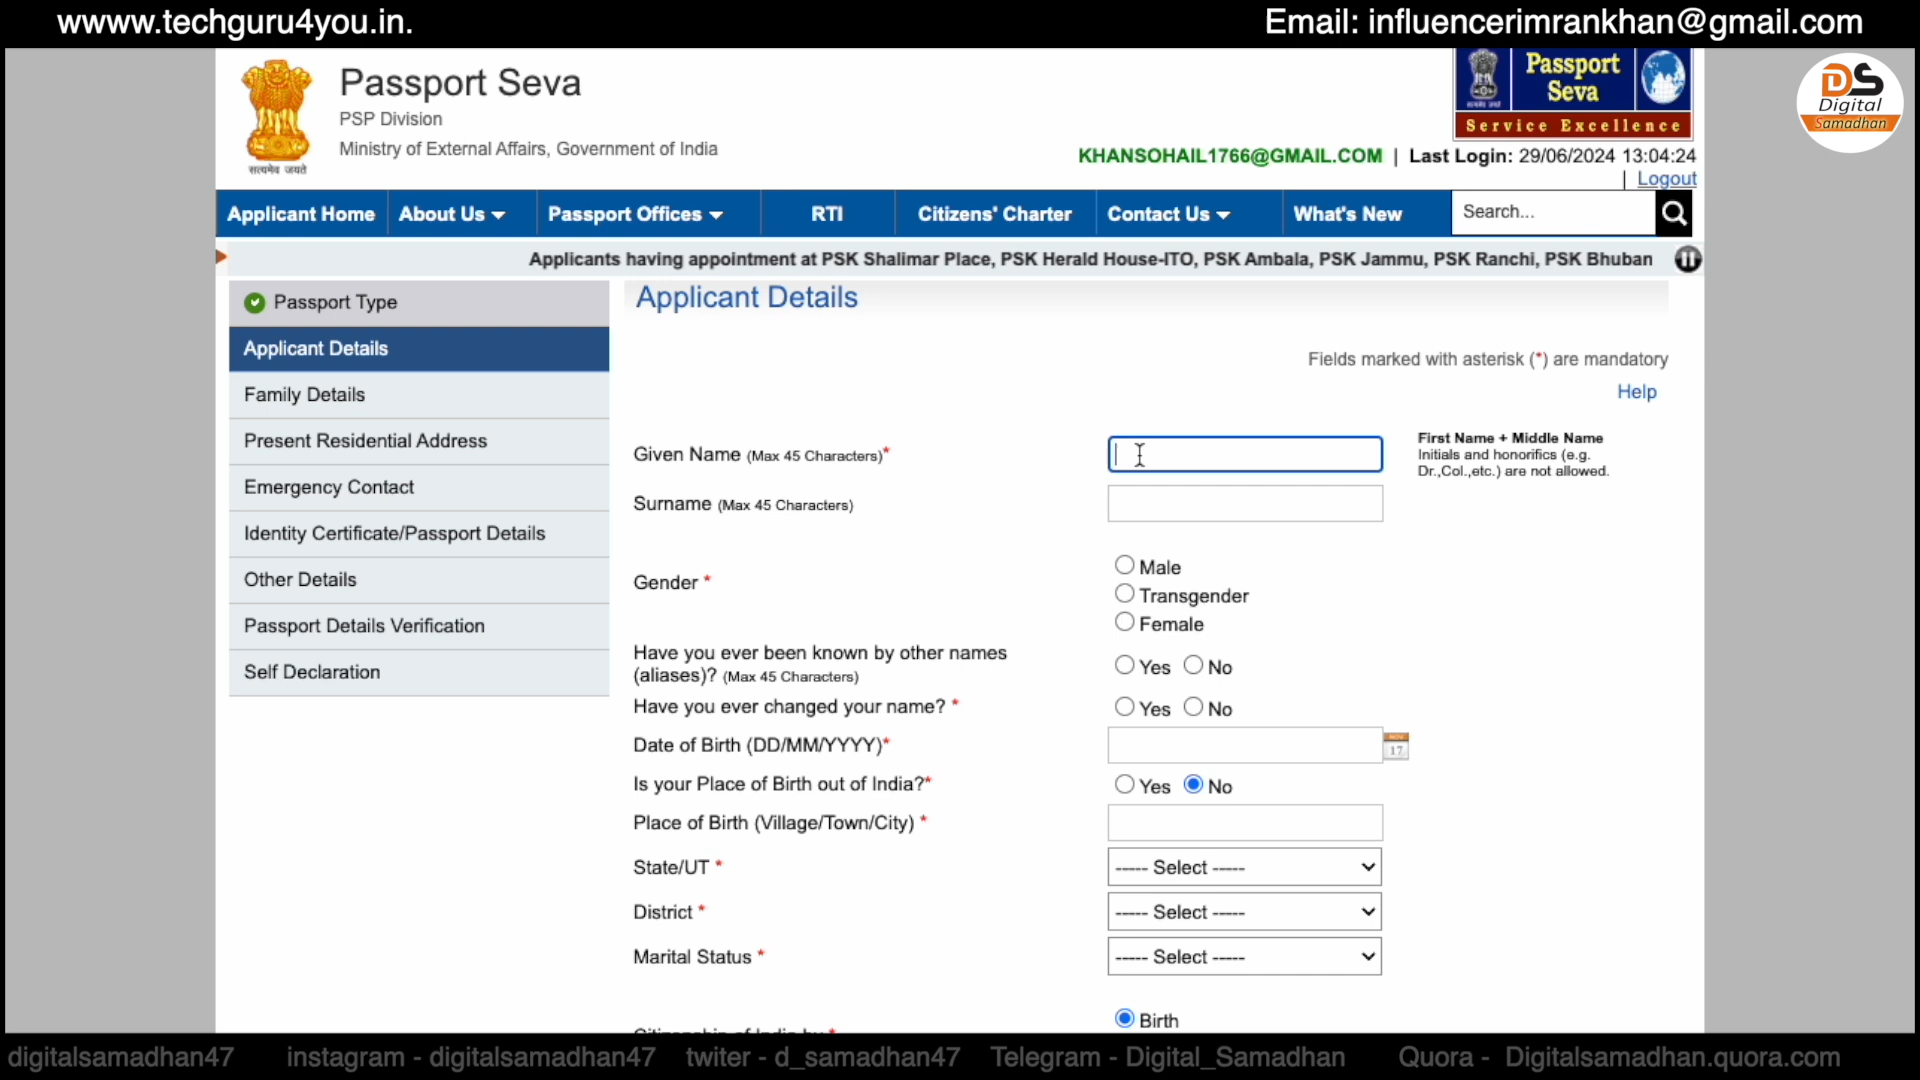 wwww.techguru4you.in.
Email: influencerimrankhan@gmail.com
Passport Seva
PSP Division
Ministry of External Affairs, Government of India
सत्यमेव जयते
Passport
Seva
Service Excellence
DS
Digital
Samadhan
KHANSOHAIL1766@GMAIL.COM | Last Login: 29/06/2024 13:04:24
| Logout
Applicant Home About Us Passport Offices RTI Citizens' Charter Contact Us What's New Search...
Applicants having appointment at PSK Shalimar Place, PSK Herald House-ITO, PSK Ambala, PSK Jammu, PSK Ranchi, PSK Bhuban
Passport Type
Applicant Details
Family Details
Present Residential Address
Emergency Contact
Identity Certificate/Passport Details
Other Details
Passport Details Verification
Self Declaration
Applicant Details
Fields marked with asterisk (*) are mandatory
Help
Given Name (Max 45 Characters)*
First Name + Middle Name
Initials and honorifics (e.g.
Dr.,Col.,etc.) are not allowed.
Surname (Max 45 Characters)
Gender *
Male
Transgender
Female
Have you ever been known by other names
(aliases)? (Max 45 Characters)
Yes No
Have you ever changed your name? *
Yes No
Date of Birth (DD/MM/YYYY)*
17
Is your Place of Birth out of India?*
Yes No
Place of Birth (Village/Town/City) *
State/UT *
----- Select -----
District *
----- Select -----
Marital Status *
----- Select -----
Citizenship of India by *
Birth
digitalsamadhan47 instagram - digitalsamadhan47 twiter - d_samadhan47 Telegram - Digital_Samadhan Quora - Digitalsamadhan.quora.com